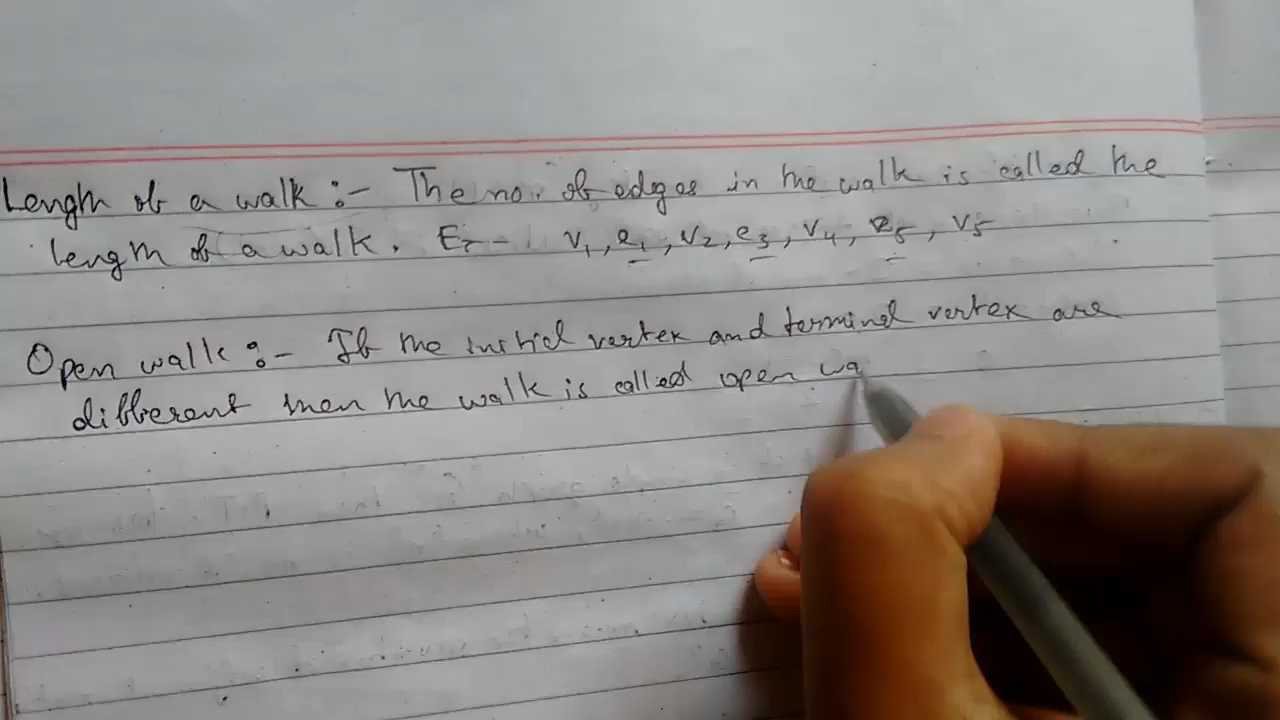 Length of a walk :- The no. of edges in the walk is called the
length of a walk. Eg - v₁, e₁, v₂, e₃, v₄, e₅, v₅
Open walk :- If the initial vertex and terminal vertex are
different then the walk is called open wa